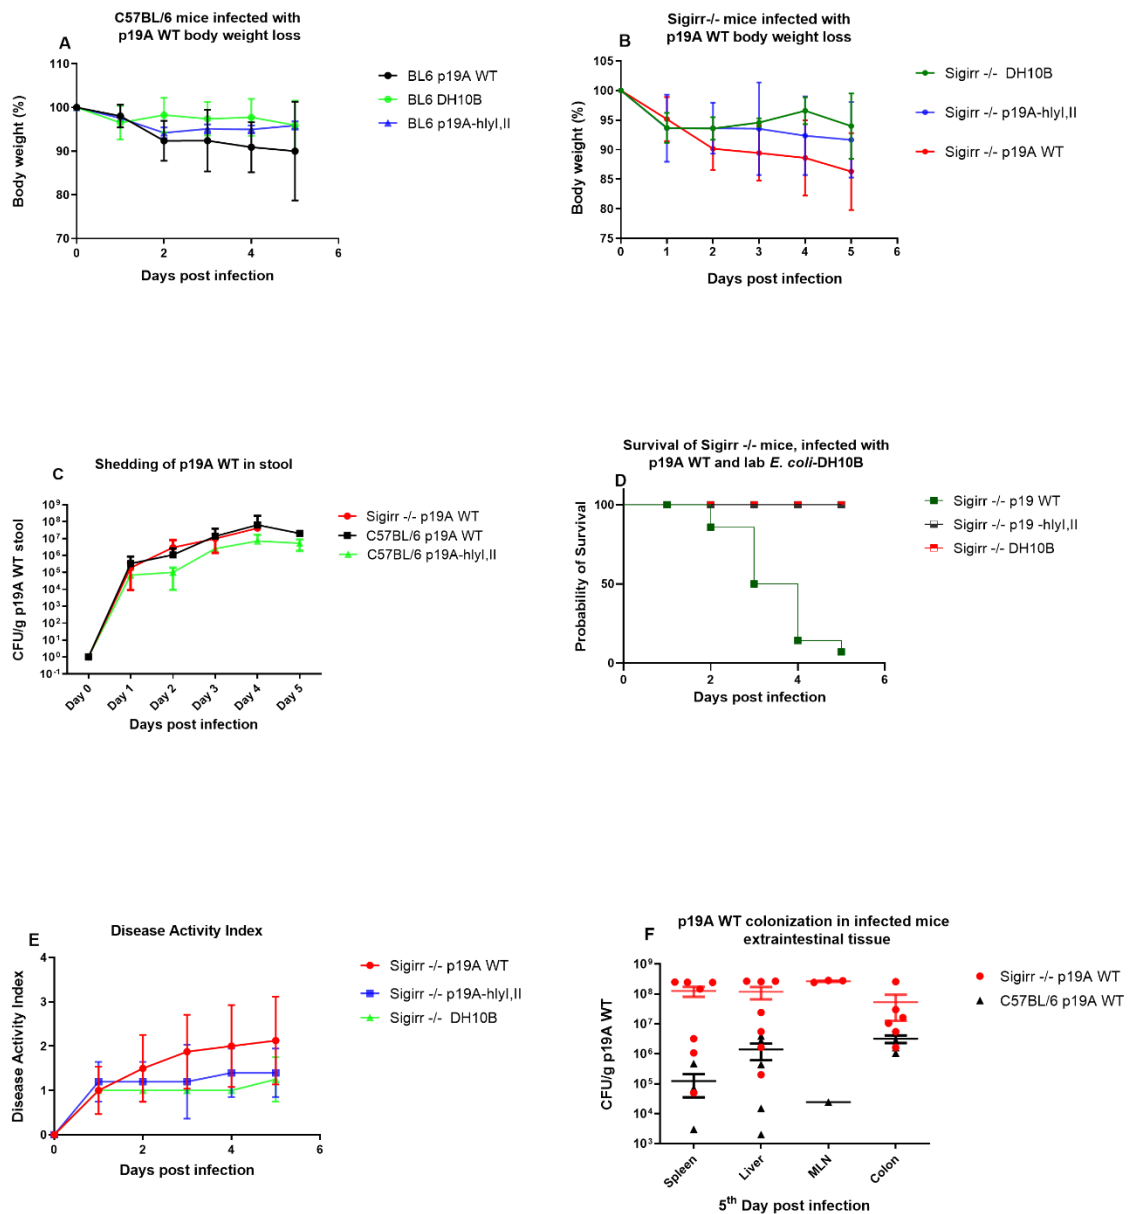 A
C57BL/6 mice infected with
p19A WT body weight loss
Body weight (%)
110
100
90
80
70
0
2
4
6
Days post infection
BL6 p19A WT
BL6 DH10B
BL6 p19A-hlyI,II
B
Sigirr-/- mice infected with
p19A WT body weight loss
Body weight (%)
105
100
95
90
85
80
75
0
1
2
3
4
5
6
Days post infection
Sigirr -/- DH10B
Sigirr -/- p19A-hlyI,II
Sigirr -/- p19A WT
C
Shedding of p19A WT in stool
CFU/g p19A WT stool
10⁹
10⁸
10⁷
10⁶
10⁵
10⁴
10³
10²
10¹
10⁰
10⁻¹
Day 0
Day 1
Day 2
Day 3
Day 4
Day 5
Days post infection
Sigirr -/- p19A WT
C57BL/6 p19A WT
C57BL/6 p19A-hlyI,II
D
Survival of Sigirr -/- mice, infected with
p19A WT and lab E. coli-DH10B
Probability of Survival
100
50
0
0
2
4
6
Days post infection
Sigirr -/- p19 WT
Sigirr -/- p19 -hlyI,II
Sigirr -/- DH10B
E
Disease Activity Index
Disease Activity Index
4
3
2
1
0
0
2
4
6
Days post infection
Sigirr -/- p19A WT
Sigirr -/- p19A-hlyI,II
Sigirr -/- DH10B
F
p19A WT colonization in infected mice
extraintestinal tissue
CFU/g p19A WT
10⁹
10⁸
10⁷
10⁶
10⁵
10⁴
10³
Spleen
Liver
MLN
Colon
5th Day post infection
Sigirr -/- p19A WT
C57BL/6 p19A WT